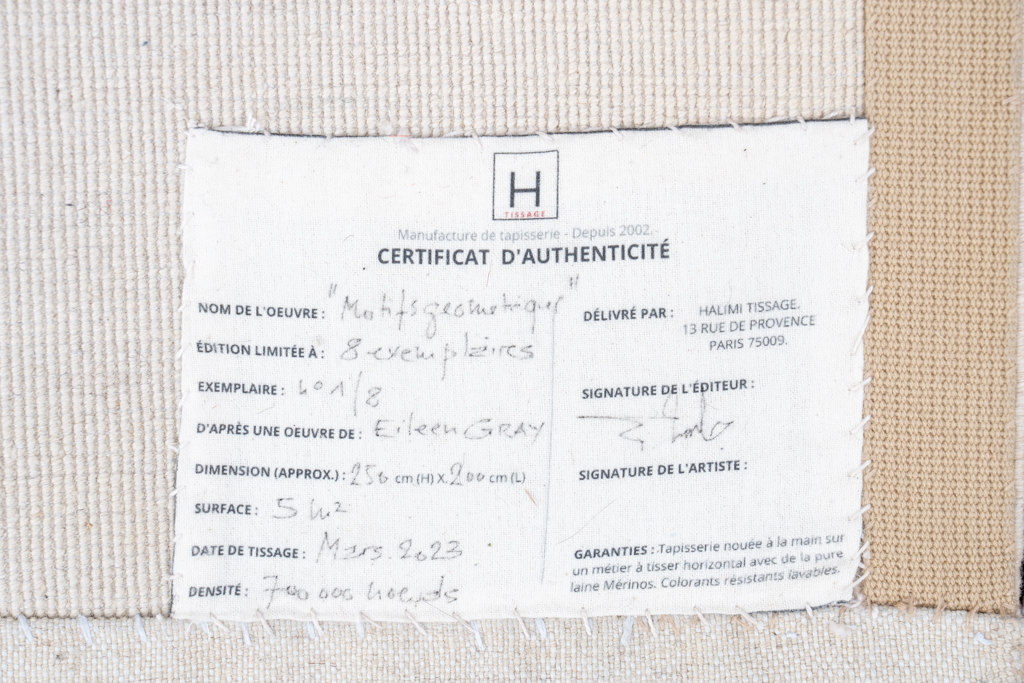 H
TISSAGE
Manufacture de tapisserie - Depuis 2002.
CERTIFICAT D'AUTHENTICITÉ
NOM DE L'OEUVRE : "Motifs geometriques"
ÉDITION LIMITÉE À : 8 exemplaires
EXEMPLAIRE : N° 1/8
D'APRÈS UNE OEUVRE DE : Eileen GRAY
DIMENSION (APPROX.) : 250 cm (H) X 200 cm (L)
SURFACE : 5 m²
DATE DE TISSAGE : Mars. 2023
DENSITÉ : 700 000 noeuds
DÉLIVRÉ PAR : HALIMI TISSAGE.
13 RUE DE PROVENCE
PARIS 75009.
SIGNATURE DE L'ÉDITEUR :
SIGNATURE DE L'ARTISTE :
GARANTIES : Tapisserie nouée à la main sur
un métier à tisser horizontal avec de la pure
laine Mérinos. Colorants résistants lavables.